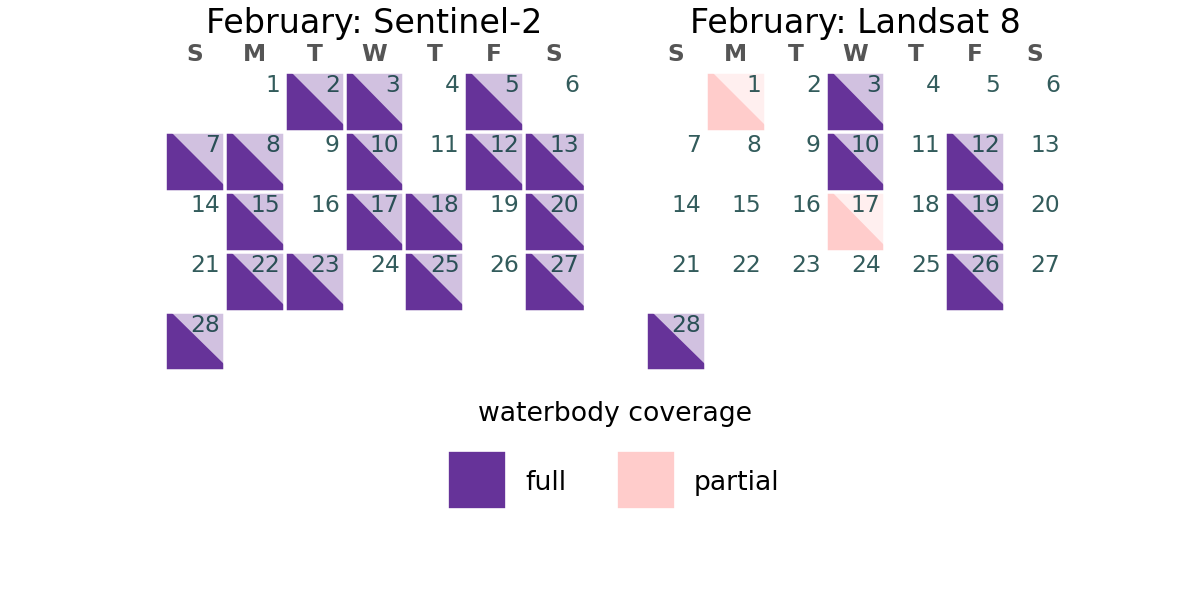 February: Sentinel-2
S M T W T F S
1 2 3 4 5 6
7 8 9 10 11 12 13
14 15 16 17 18 19 20
21 22 23 24 25 26 27
28
February: Landsat 8
S M T W T F S
1 2 3 4 5 6
7 8 9 10 11 12 13
14 15 16 17 18 19 20
21 22 23 24 25 26 27
28
waterbody coverage
full partial